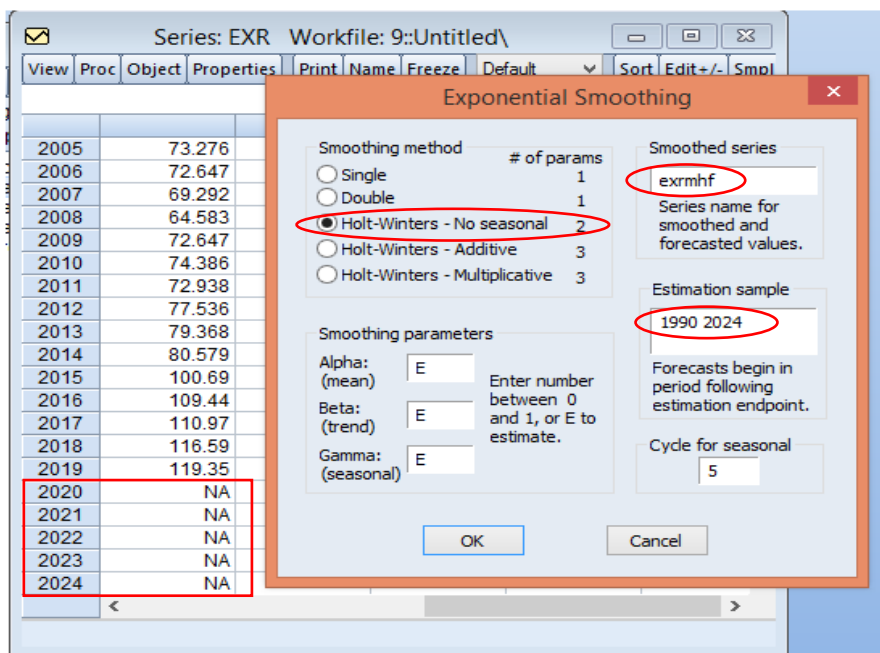 Series: EXR Workfile: 9::Untitled\
View Proc Object Properties Print Name Freeze Default Sort Edit+/- Smpl
Exponential Smoothing
2005 73.276
2006 72.647
2007 69.292
2008 64.583
2009 72.647
2010 74.386
2011 72.938
2012 77.536
2013 79.368
2014 80.579
2015 100.69
2016 109.44
2017 110.97
2018 116.59
2019 119.35
2020 NA
2021 NA
2022 NA
2023 NA
2024 NA
Smoothing method
# of params
Single 1
Double 1
Holt-Winters - No seasonal 2
Holt-Winters - Additive 3
Holt-Winters - Multiplicative 3
Smoothing parameters
Alpha:
(mean)
E
Beta:
(trend)
E
Gamma:
(seasonal)
E
Enter number
between 0
and 1, or E to
estimate.
Smoothed series
exrmhf
Series name for
smoothed and
forecasted values.
Estimation sample
1990 2024
Forecasts begin in
period following
estimation endpoint.
Cycle for seasonal
5
OK
Cancel